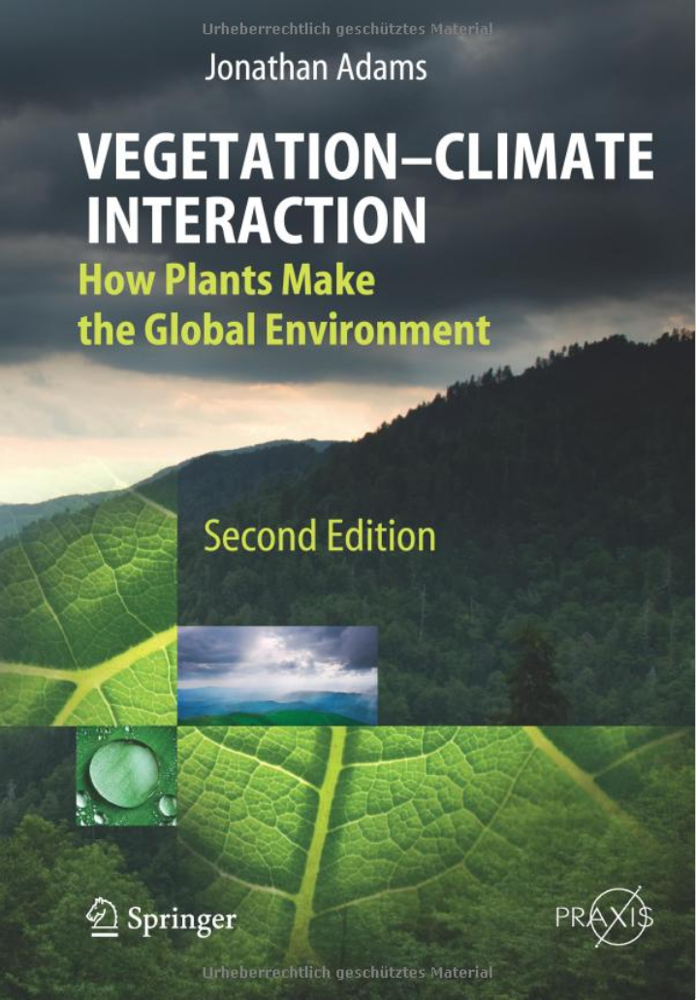 Urheberrechtlich geschütztes Material
Jonathan Adams
VEGETATION–CLIMATE
INTERACTION
How Plants Make
the Global Environment
Second Edition
Springer
PRAXIS
Urheberrechtlich geschütztes Material